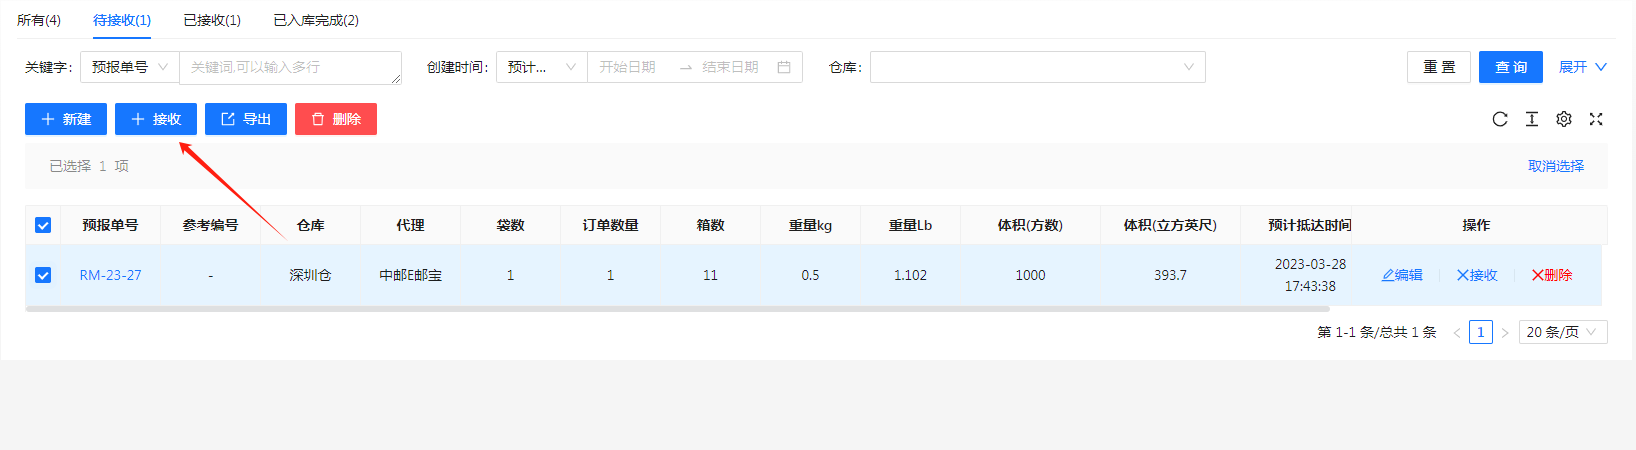 所有(4) 待接收(1) 已接收(1) 已入库完成(2)
关键字: 预报单号 关键词,可以输入多行 创建时间: 预计... 开始日期 → 结束日期 仓库: 重 置 查 询 展开
新建 接收 导出 删除
已选择 1 项 取消选择
预报单号 参考编号 仓库 代理 袋数 订单数量 箱数 重量kg 重量Lb 体积(方数) 体积(立方英尺) 预计抵达时间 操作
RM-23-27 - 深圳仓 中邮E邮宝 1 1 11 0.5 1.102 1000 393.7 2023-03-28 17:43:38 编辑 接收 删除
第 1-1 条/总共 1 条 < 1 > 20 条/页